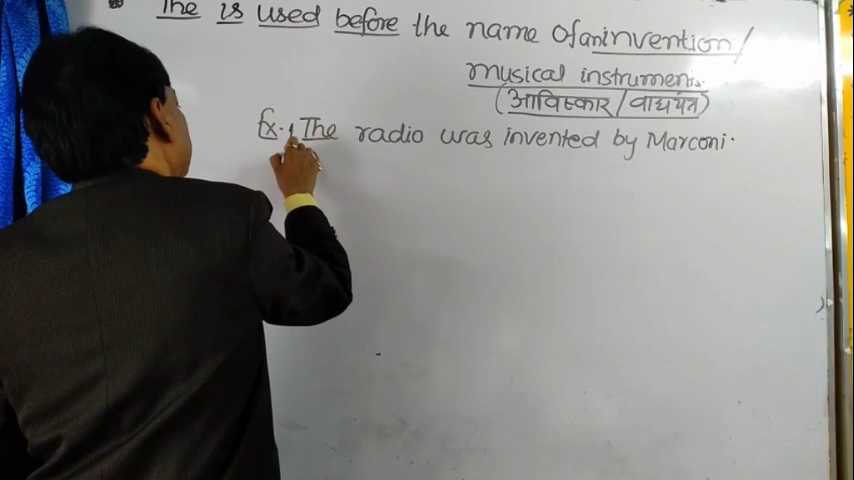 The is used before the name of an invention/
musical instruments.
(आविस्कार/वाद्ययंत्र)
Ex. 1 The radio was invented by Marconi.